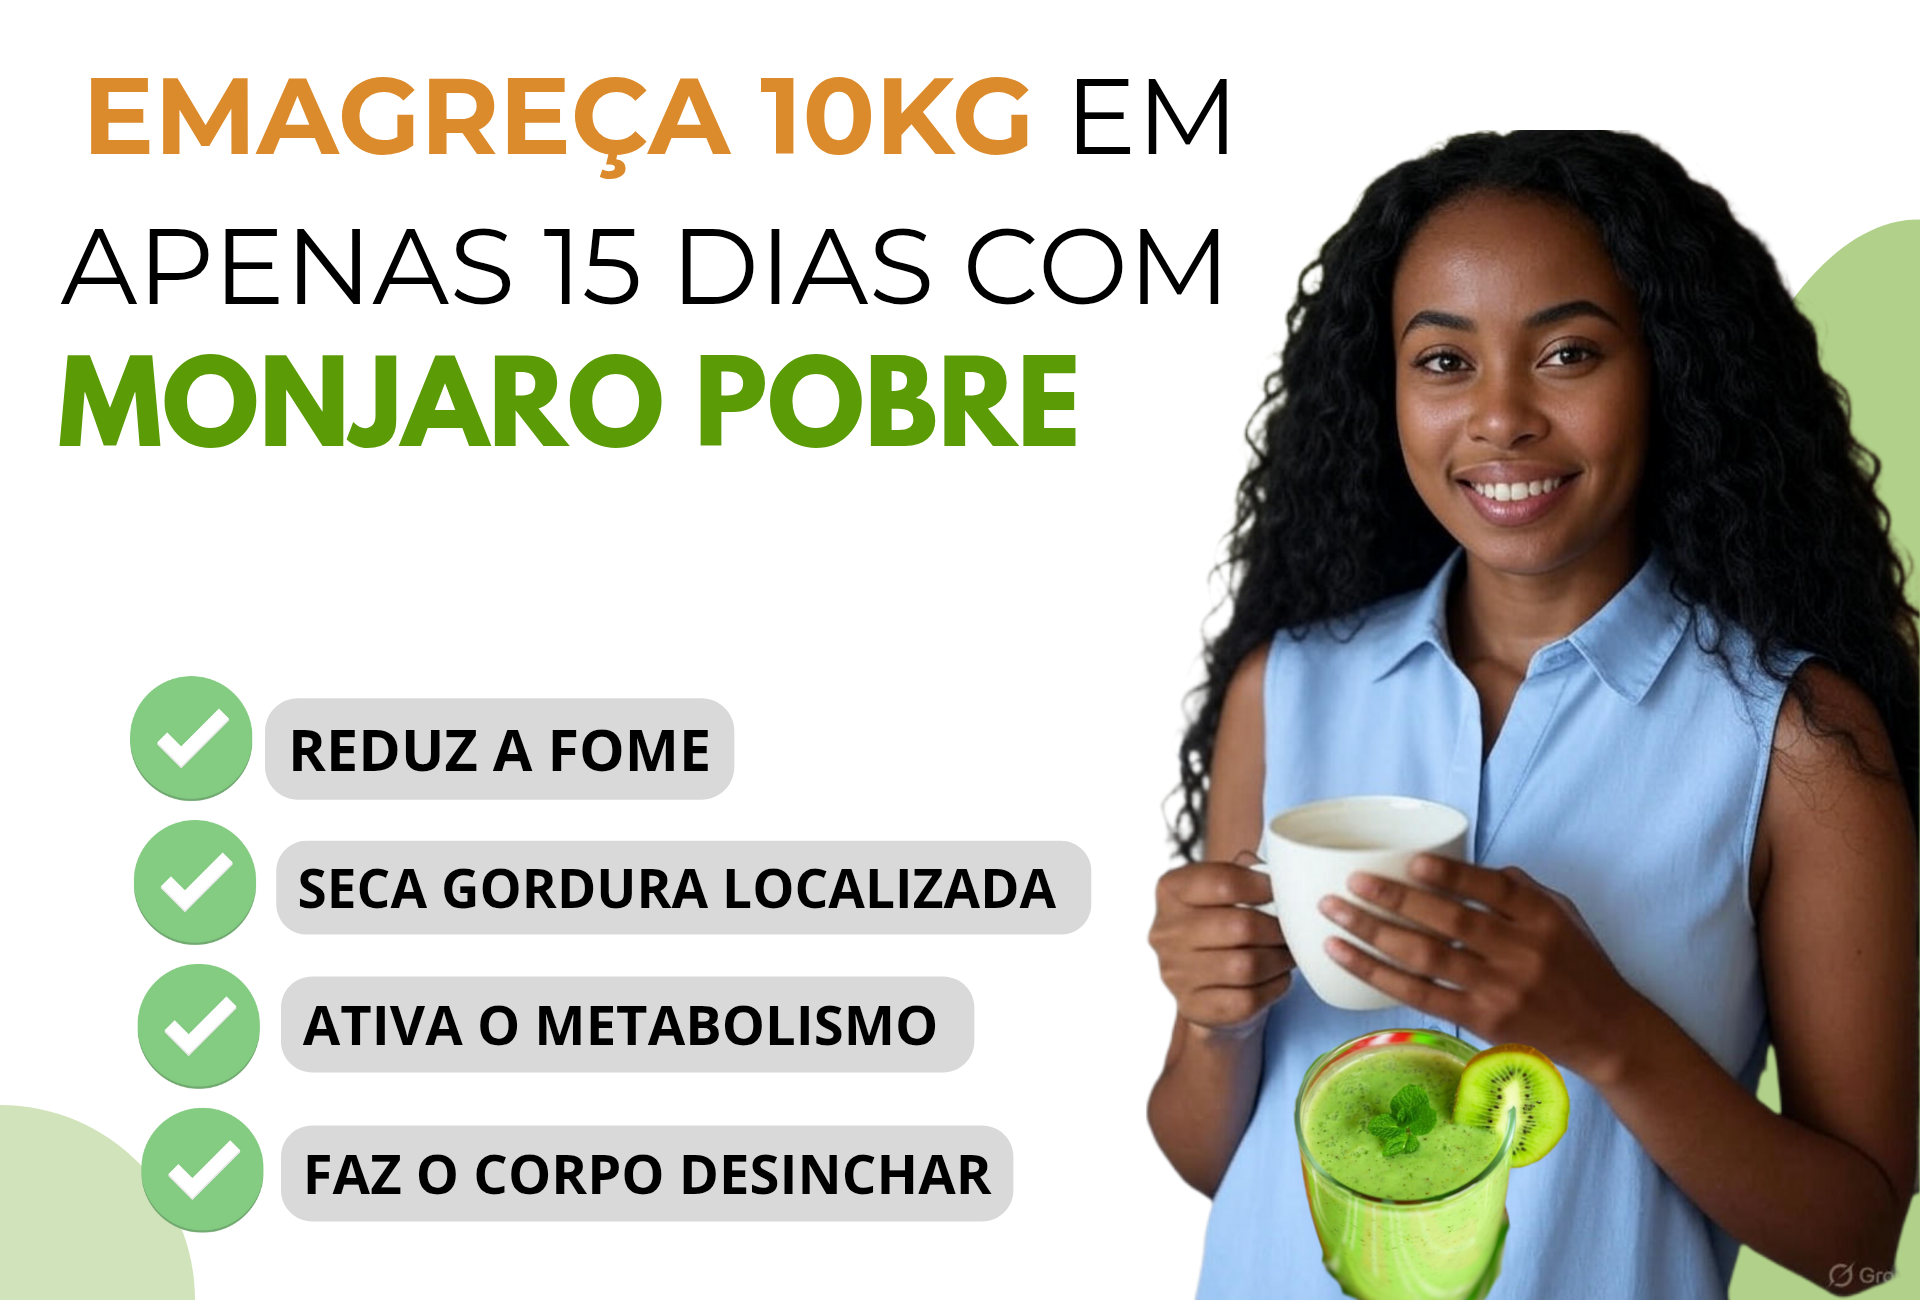 EMAGREÇA 10KG EM
APENAS 15 DIAS COM
MONJARO POBRE
REDUZ A FOME
SECA GORDURA LOCALIZADA
ATIVA O METABOLISMO
FAZ O CORPO DESINCHAR